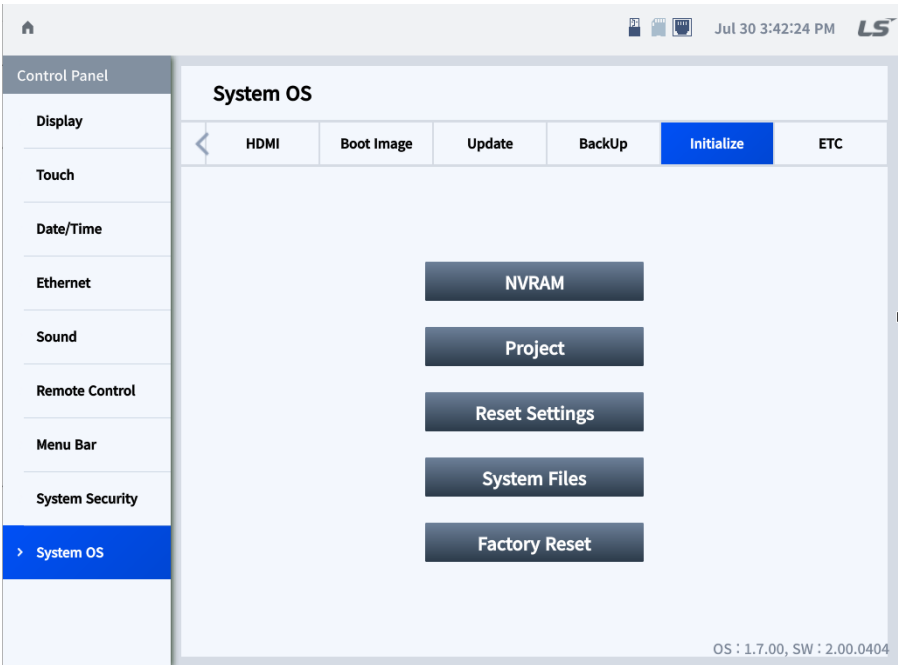 Jul 30 3:42:24 PM
LS
Control Panel
Display
Touch
Date/Time
Ethernet
Sound
Remote Control
Menu Bar
System Security
System OS
System OS
HDMI
Boot Image
Update
BackUp
Initialize
ETC
NVRAM
Project
Reset Settings
System Files
Factory Reset
OS : 1.7.00, SW : 2.00.0404